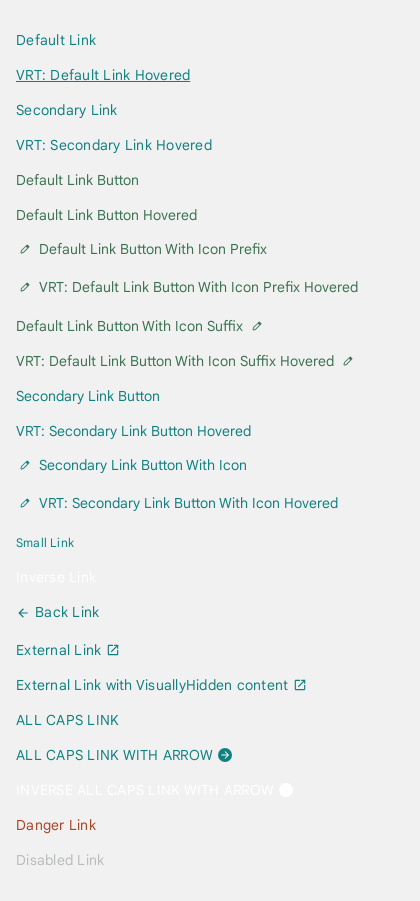 Default Link
VRT: Default Link Hovered
Secondary Link
VRT: Secondary Link Hovered
Default Link Button
Default Link Button Hovered
Default Link Button With Icon Prefix
VRT: Default Link Button With Icon Prefix Hovered
Default Link Button With Icon Suffix
VRT: Default Link Button With Icon Suffix Hovered
Secondary Link Button
VRT: Secondary Link Button Hovered
Secondary Link Button With Icon
VRT: Secondary Link Button With Icon Hovered
Small Link
Inverse Link
Back Link
External Link
External Link with VisuallyHidden content
ALL CAPS LINK
ALL CAPS LINK WITH ARROW
INVERSE ALL CAPS LINK WITH ARROW
Danger Link
Disabled Link